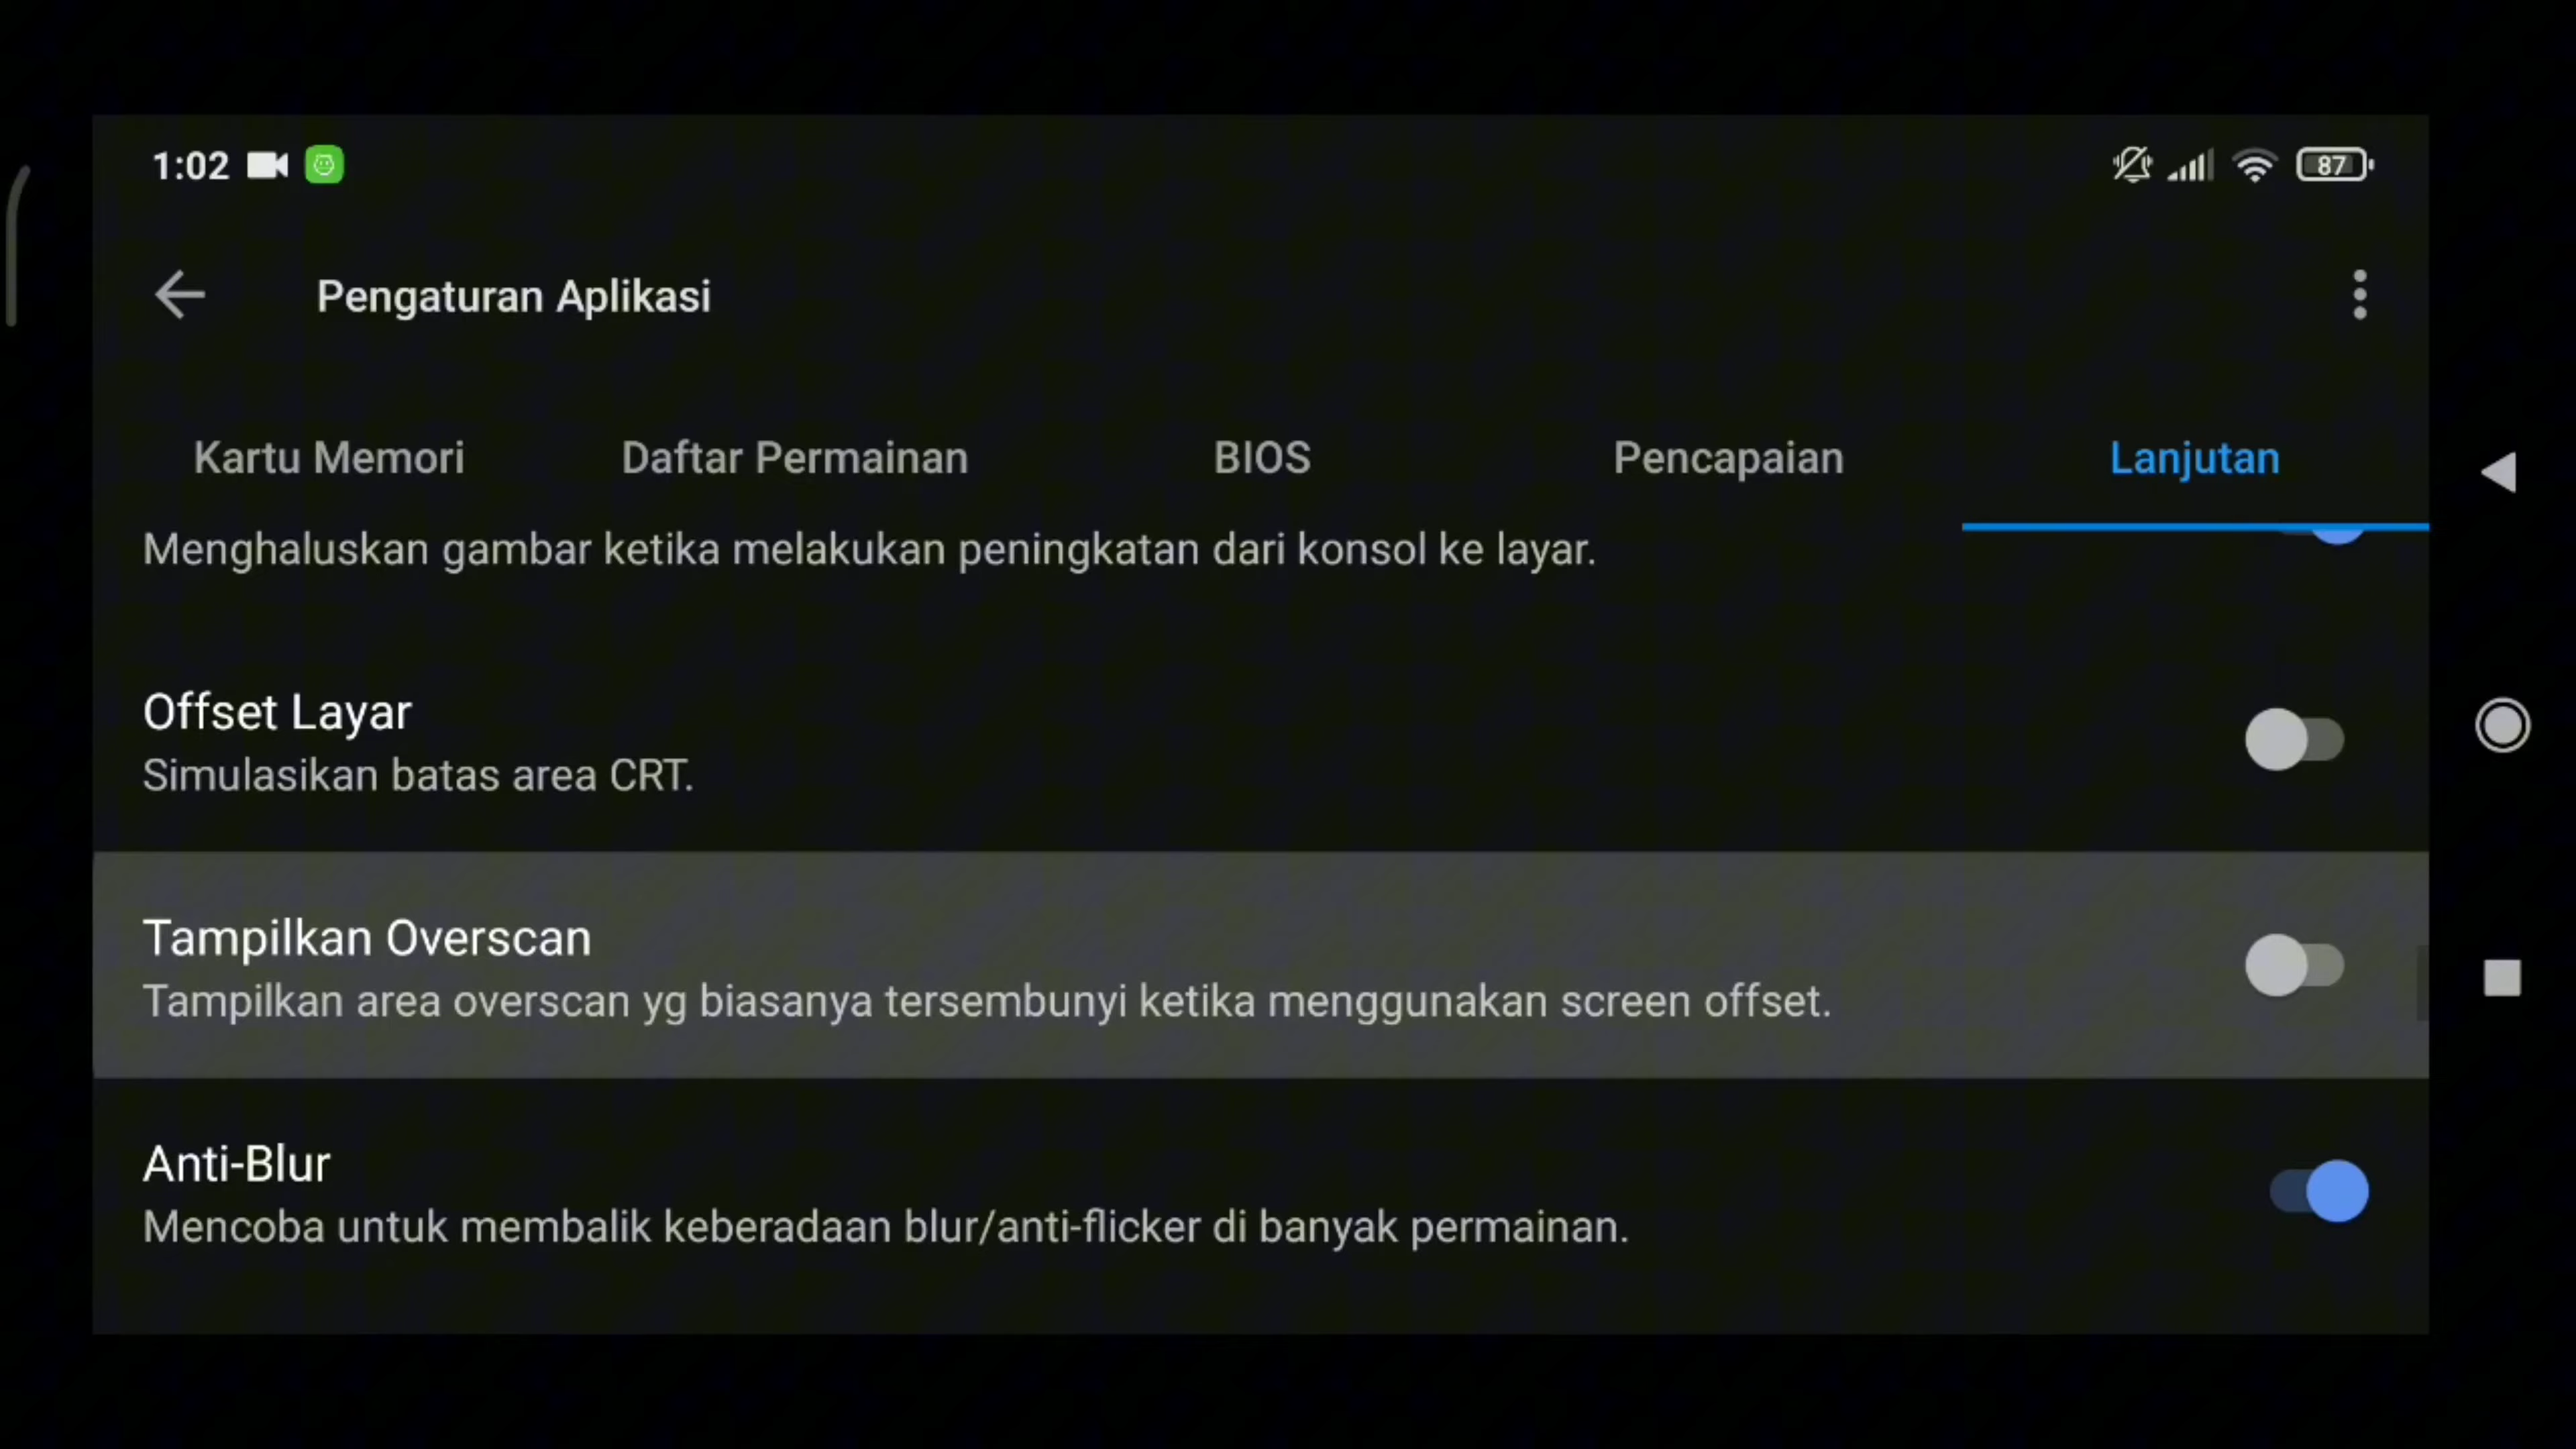 1:02
87
Pengaturan Aplikasi
Kartu Memori
Daftar Permainan
BIOS
Pencapaian
Lanjutan
Menghaluskan gambar ketika melakukan peningkatan dari konsol ke layar.
Offset Layar
Simulasikan batas area CRT.
Tampilkan Overscan
Tampilkan area overscan yg biasanya tersembunyi ketika menggunakan screen offset.
Anti-Blur
Mencoba untuk membalik keberadaan blur/anti-flicker di banyak permainan.